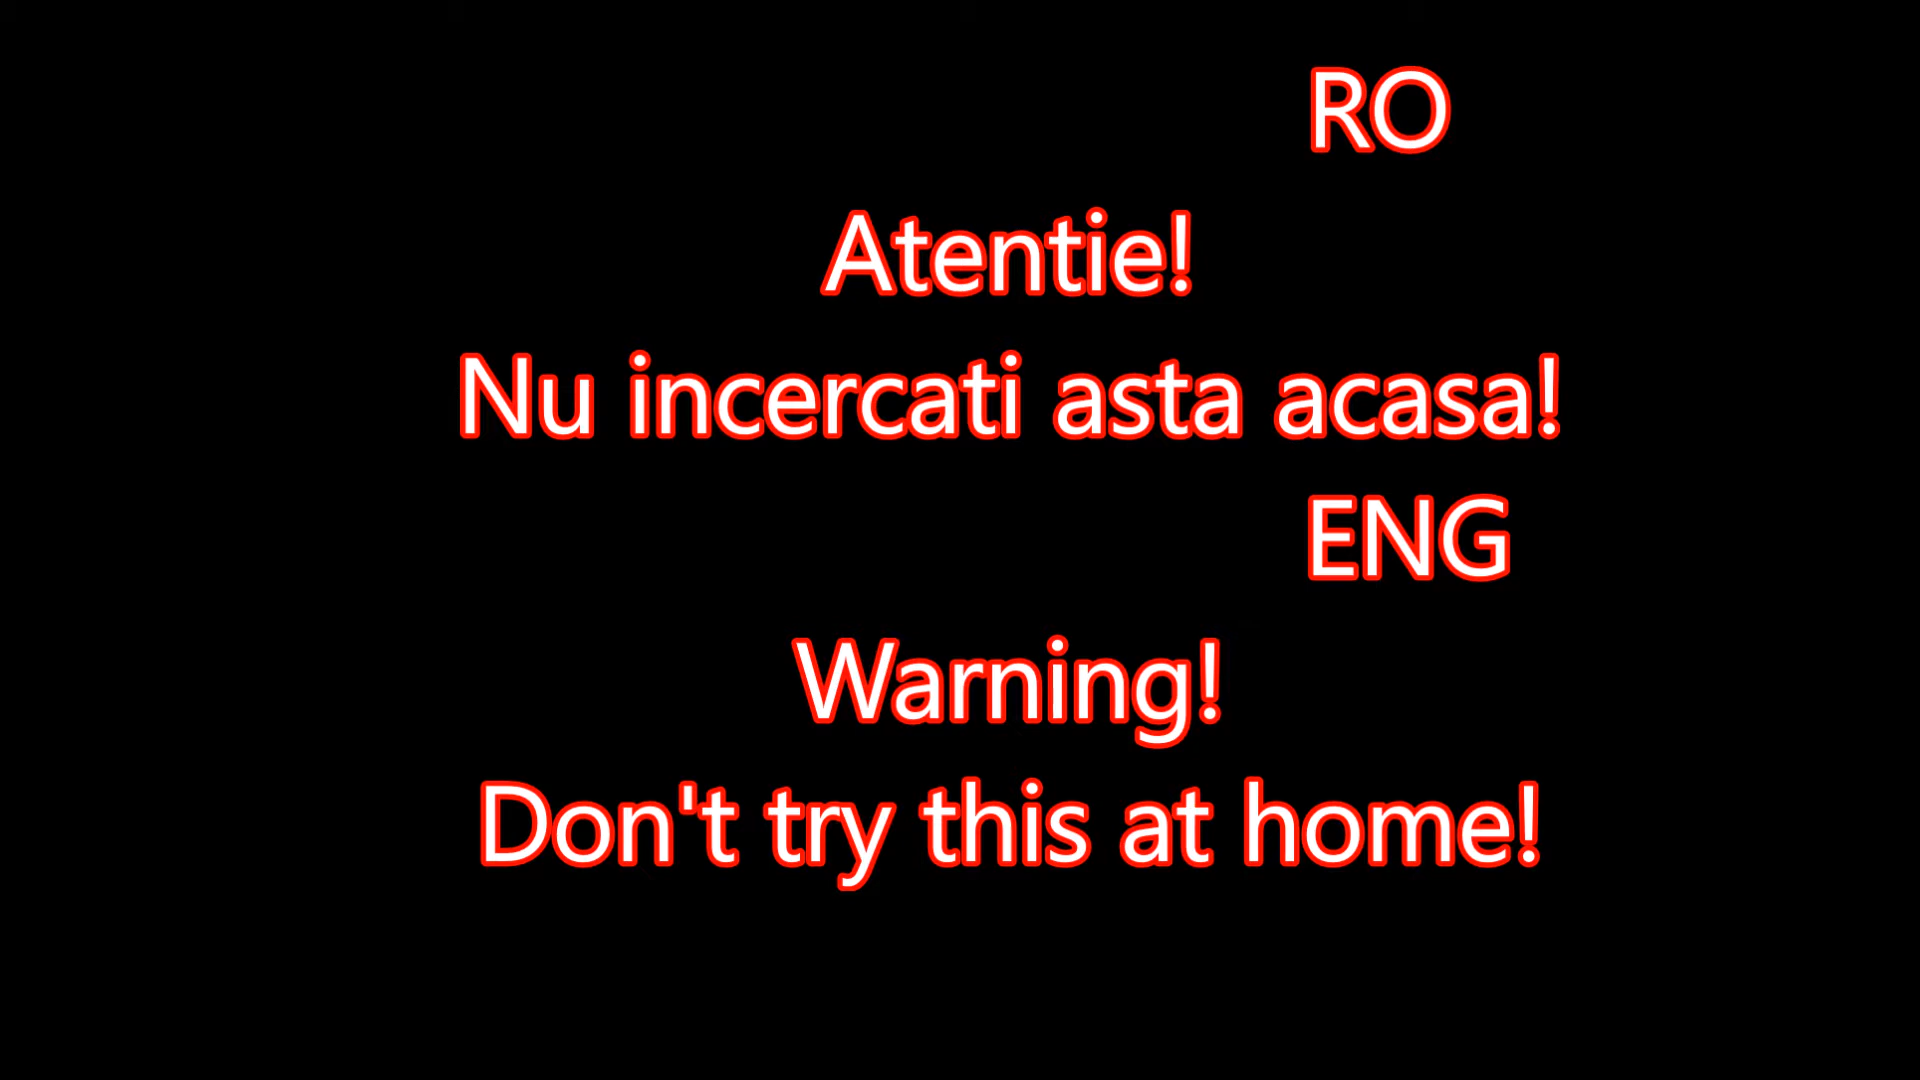 RO
Atentie!
Nu incercati asta acasa!
ENG
Warning!
Don't try this at home!